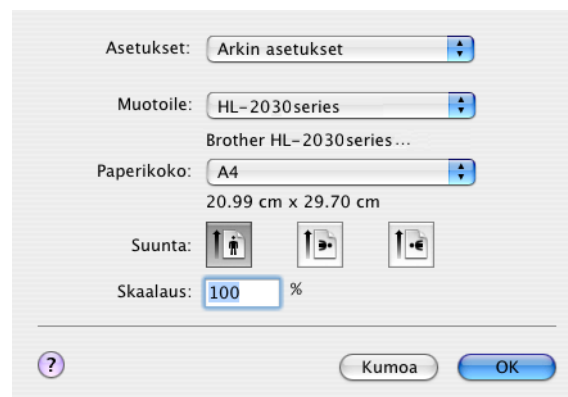 Asetukset: Arkin asetukset
Muotoile: HL-2030series
Brother HL-2030series...
Paperikoko: A4
20.99 cm x 29.70 cm
Suunta:
Skaalaus: 100 %
? Kumoa OK